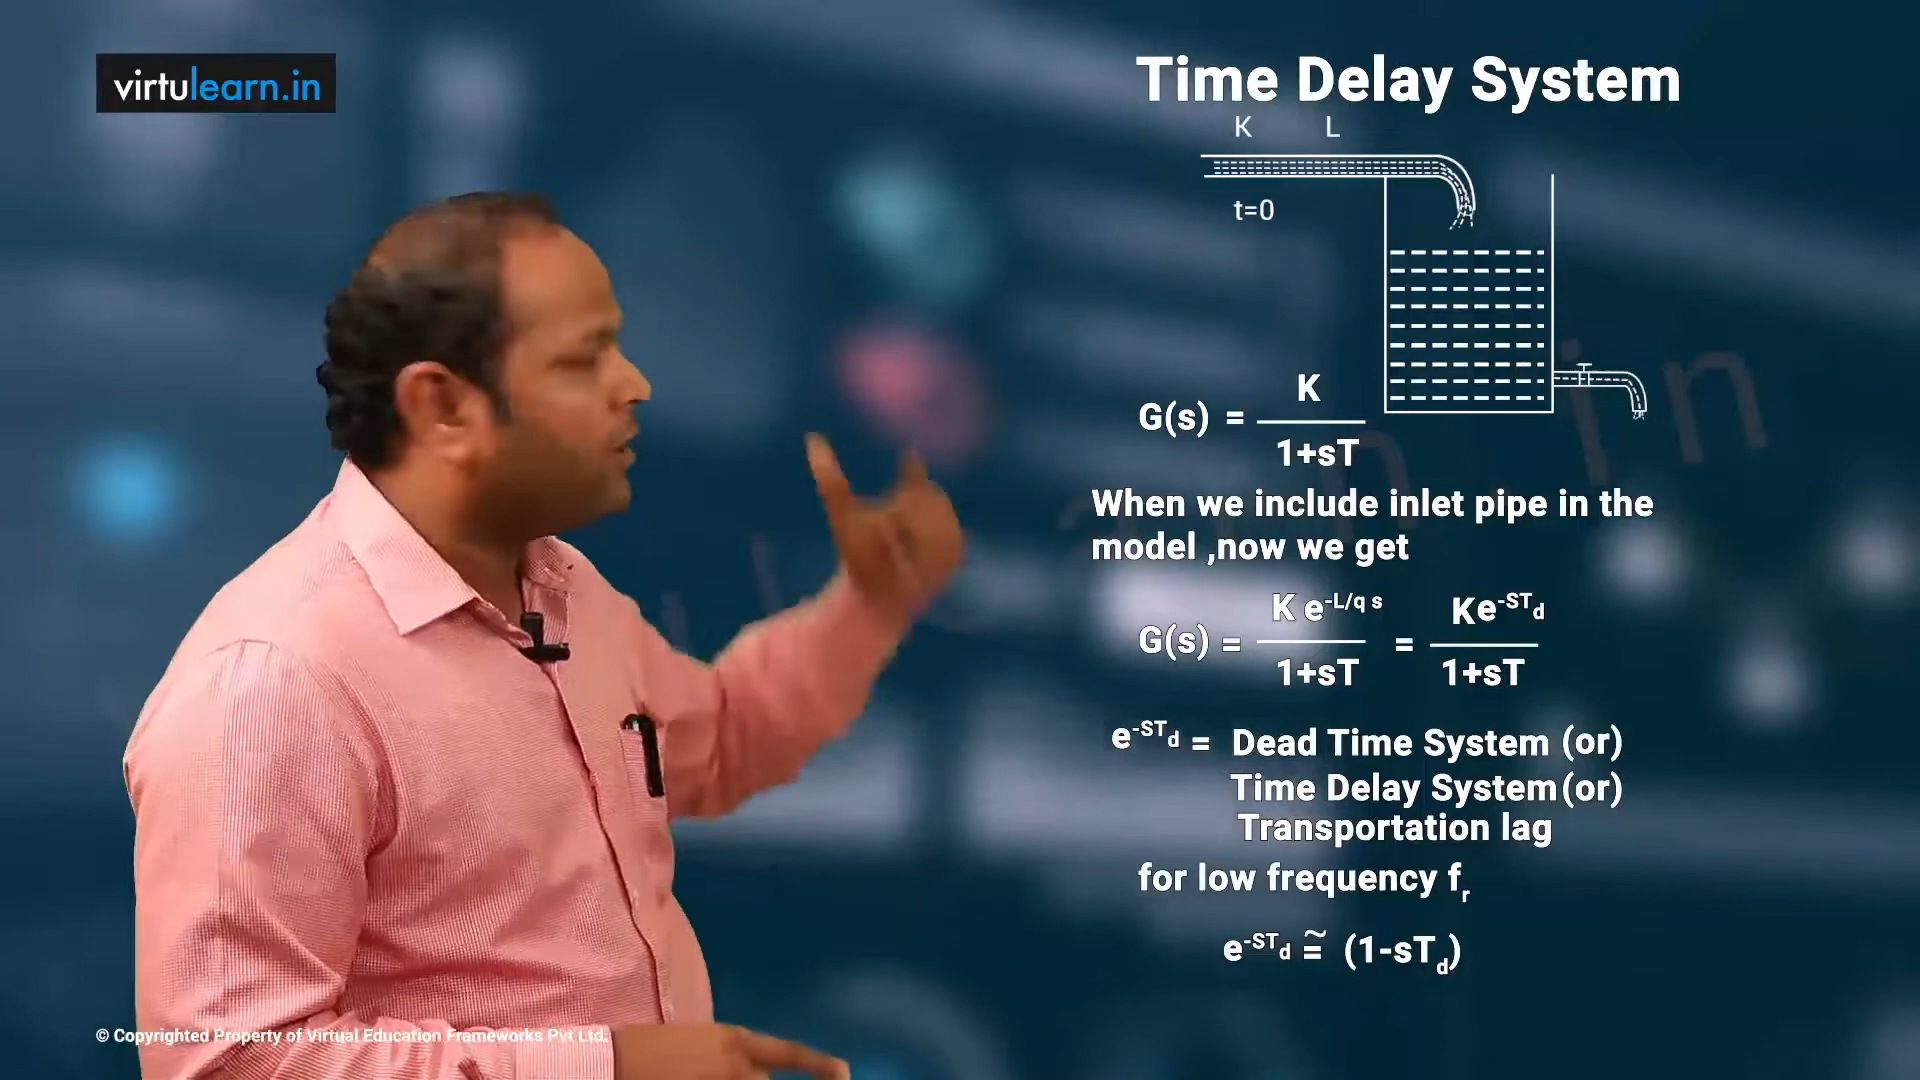 virtulearn.in
Time Delay System
K L
t=0
G(s) = K
1+sT
When we include inlet pipe in the
model ,now we get
G(s) = K e^-L/q s / 1+sT = Ke^-STd / 1+sT
e^-STd = Dead Time System (or)
Time Delay System (or)
Transportation lag
for low frequency fr
e^-STd ≅ (1-sTd)
© Copyrighted Property of Virtual Education Frameworks Pvt Ltd.